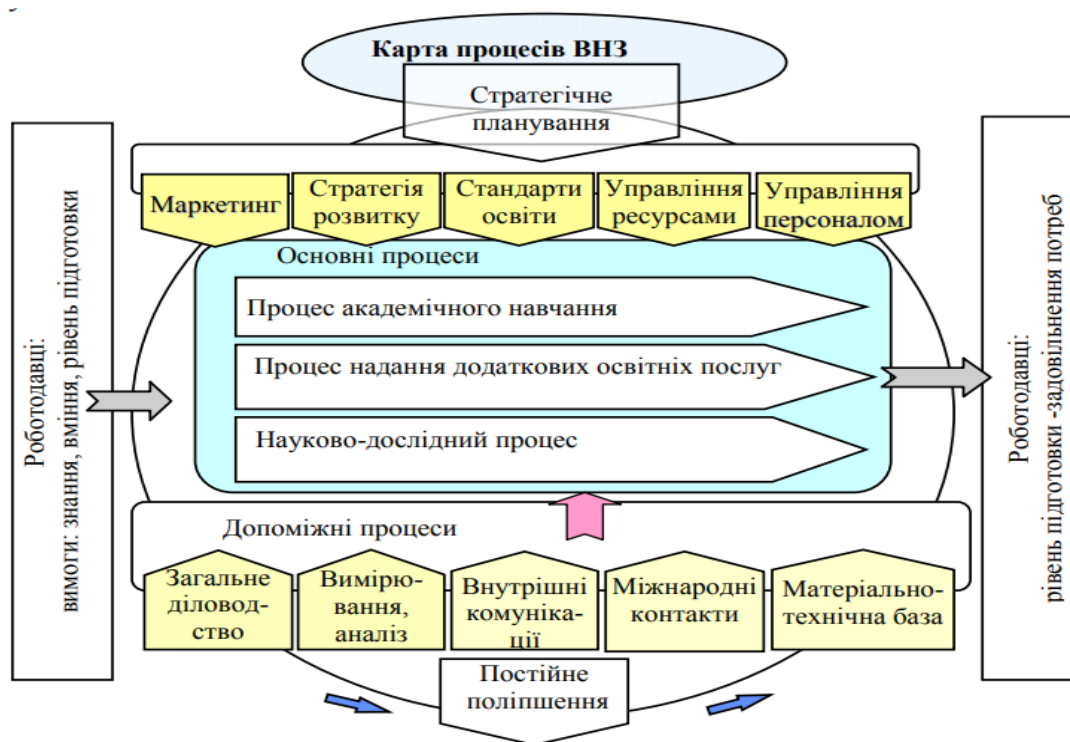 Карта процесів ВНЗ
Стратегічне
планування
Маркетинг
Стратегія
розвитку
Стандарти
освіти
Управління
ресурсами
Управління
персоналом
Роботодавці:
вимоги: знання, вміння, рівень підготовки
Основні процеси
Процес академічного навчання
Процес надання додаткових освітніх послуг
Науково-дослідний процес
Роботодавці:
рівень підготовки -задовільнення потреб
Допоміжні процеси
Загальне
діловод-
ство
Вимірю-
вання,
аналіз
Внутрішні
комуніка-
ції
Міжнародні
контакти
Матеріально-
технічна база
Постійне
поліпшення